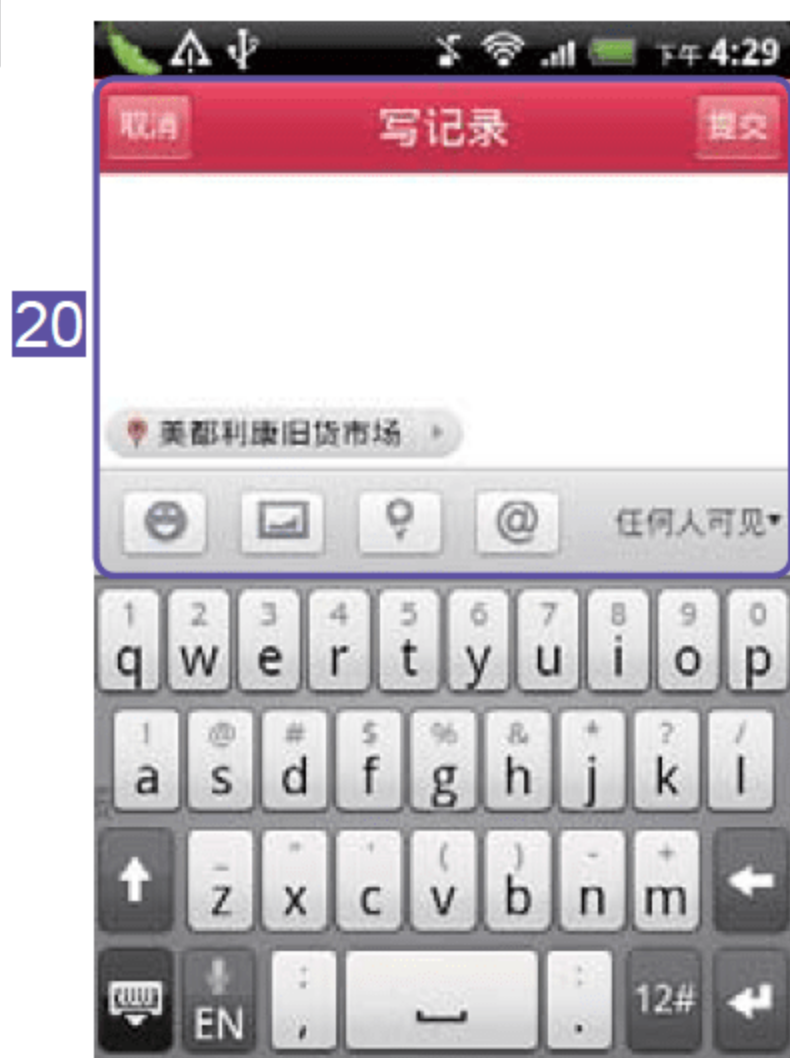 下午 4:29
取消 写记录 提交
20
美都利康旧货市场
@ 任何人可见
1 2 3 4 5 6 7 8 9 0
q w e r t y u i o p
! @ # $ % & * ? /
a s d f g h j k l
_ " ' ( ) - +
z x c v b n m
: :
EN , . 12#